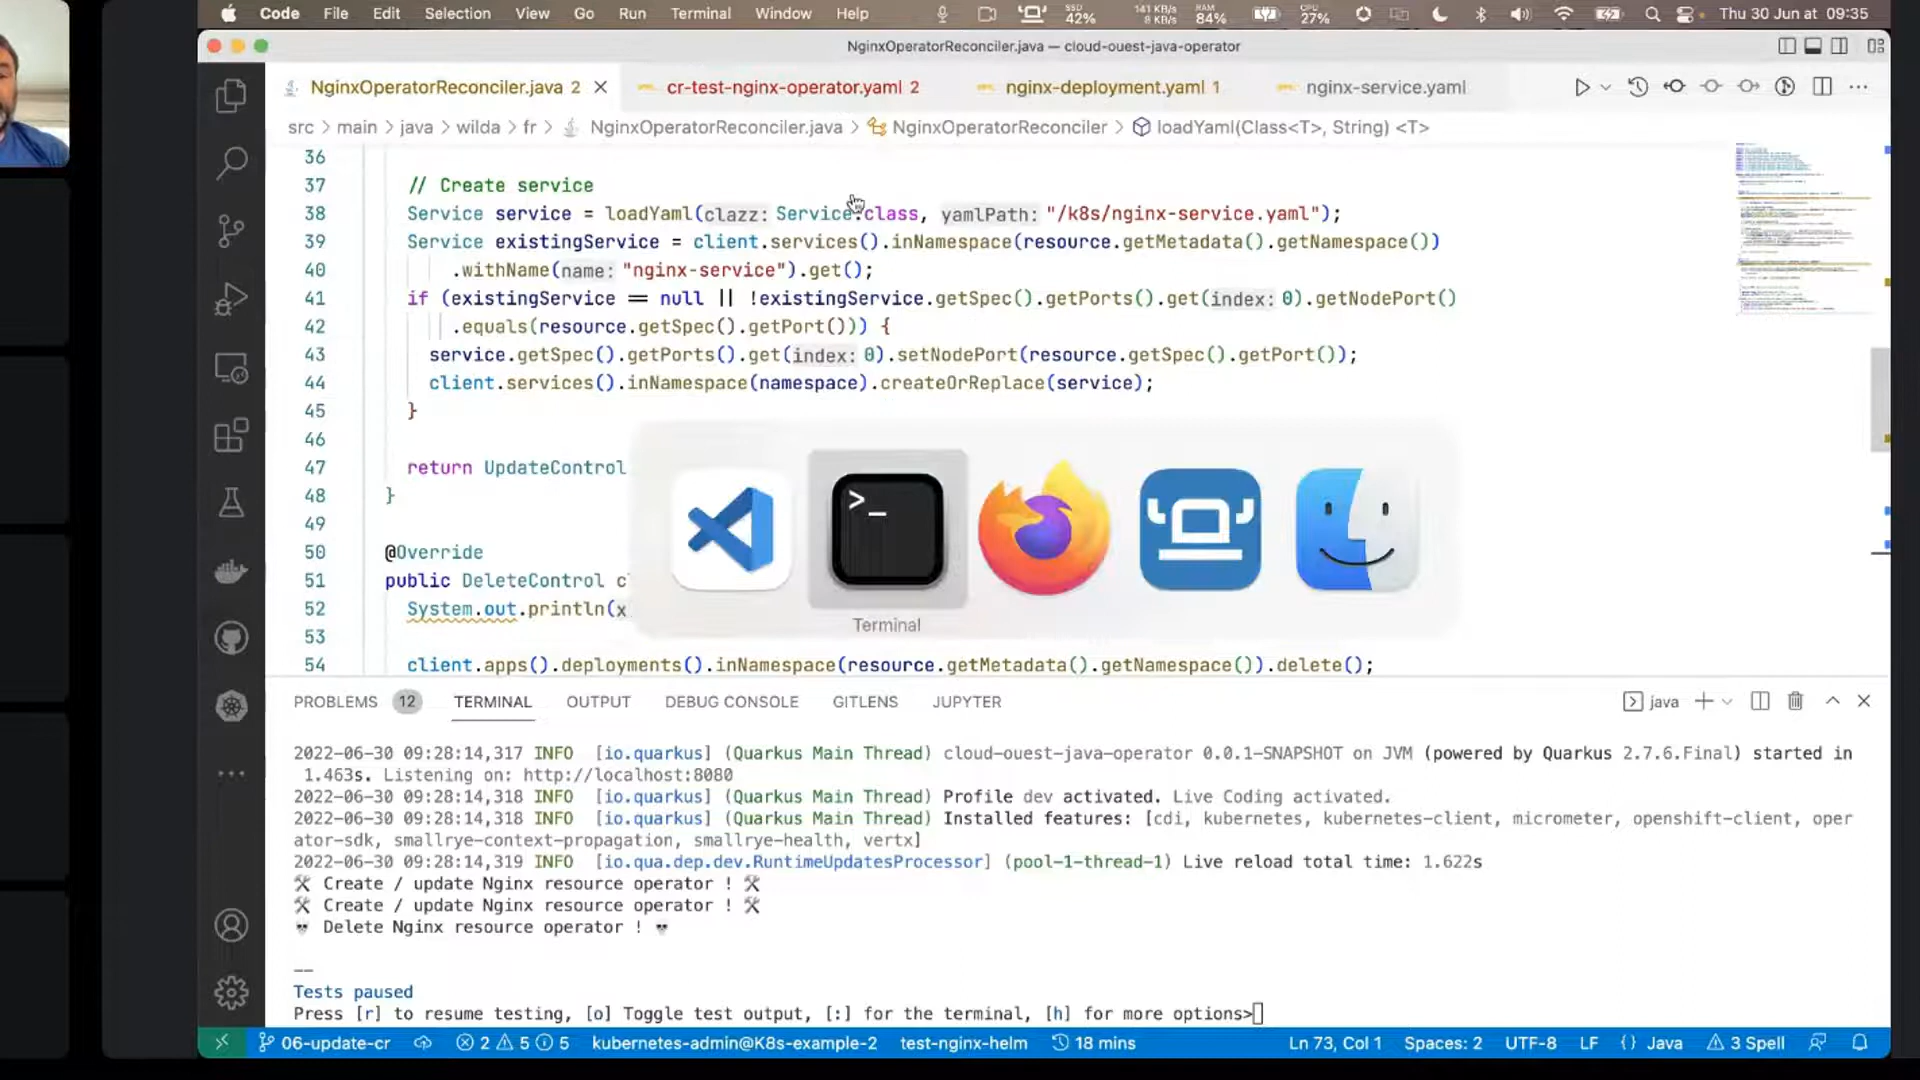 Code File Edit Selection View Go Run Terminal Window Help SSD 42% 141 KB/s 8 KB/s RAM 84% CPU 27% Thu 30 Jun at 09:35
NginxOperatorReconciler.java — cloud-ouest-java-operator
NginxOperatorReconciler.java 2 cr-test-nginx-operator.yaml 2 nginx-deployment.yaml 1 nginx-service.yaml
src > main > java > wilda > fr > NginxOperatorReconciler.java > NginxOperatorReconciler > loadYaml(Class<T>, String) <T>
36
37 // Create service
38 Service service = loadYaml(clazz: Service.class, yamlPath: "/k8s/nginx-service.yaml");
39 Service existingService = client.services().inNamespace(resource.getMetadata().getNamespace())
40 .withName(name: "nginx-service").get();
41 if (existingService == null || !existingService.getSpec().getPorts().get(index: 0).getNodePort()
42 .equals(resource.getSpec().getPort())) {
43 service.getSpec().getPorts().get(index: 0).setNodePort(resource.getSpec().getPort());
44 client.services().inNamespace(namespace).createOrReplace(service);
45 }
46
47 return UpdateControl
48 }
49
50 @Override
51 public DeleteControl c
52 System.out.println(x
53
54 client.apps().deployments().inNamespace(resource.getMetadata().getNamespace()).delete();
Terminal
PROBLEMS 12 TERMINAL OUTPUT DEBUG CONSOLE GITLENS JUPYTER java
2022-06-30 09:28:14,317 INFO [io.quarkus] (Quarkus Main Thread) cloud-ouest-java-operator 0.0.1-SNAPSHOT on JVM (powered by Quarkus 2.7.6.Final) started in
1.463s. Listening on: http://localhost:8080
2022-06-30 09:28:14,318 INFO [io.quarkus] (Quarkus Main Thread) Profile dev activated. Live Coding activated.
2022-06-30 09:28:14,318 INFO [io.quarkus] (Quarkus Main Thread) Installed features: [cdi, kubernetes, kubernetes-client, micrometer, openshift-client, oper
ator-sdk, smallrye-context-propagation, smallrye-health, vertx]
2022-06-30 09:28:14,319 INFO [io.qua.dep.dev.RuntimeUpdatesProcessor] (pool-1-thread-1) Live reload total time: 1.622s
🛠 Create / update Nginx resource operator ! 🛠
🛠 Create / update Nginx resource operator ! 🛠
💀 Delete Nginx resource operator ! 💀
--
Tests paused
Press [r] to resume testing, [o] Toggle test output, [:] for the terminal, [h] for more options>
06-update-cr 2 5 5 kubernetes-admin@K8s-example-2 test-nginx-helm 18 mins Ln 73, Col 1 Spaces: 2 UTF-8 LF {} Java 3 Spell